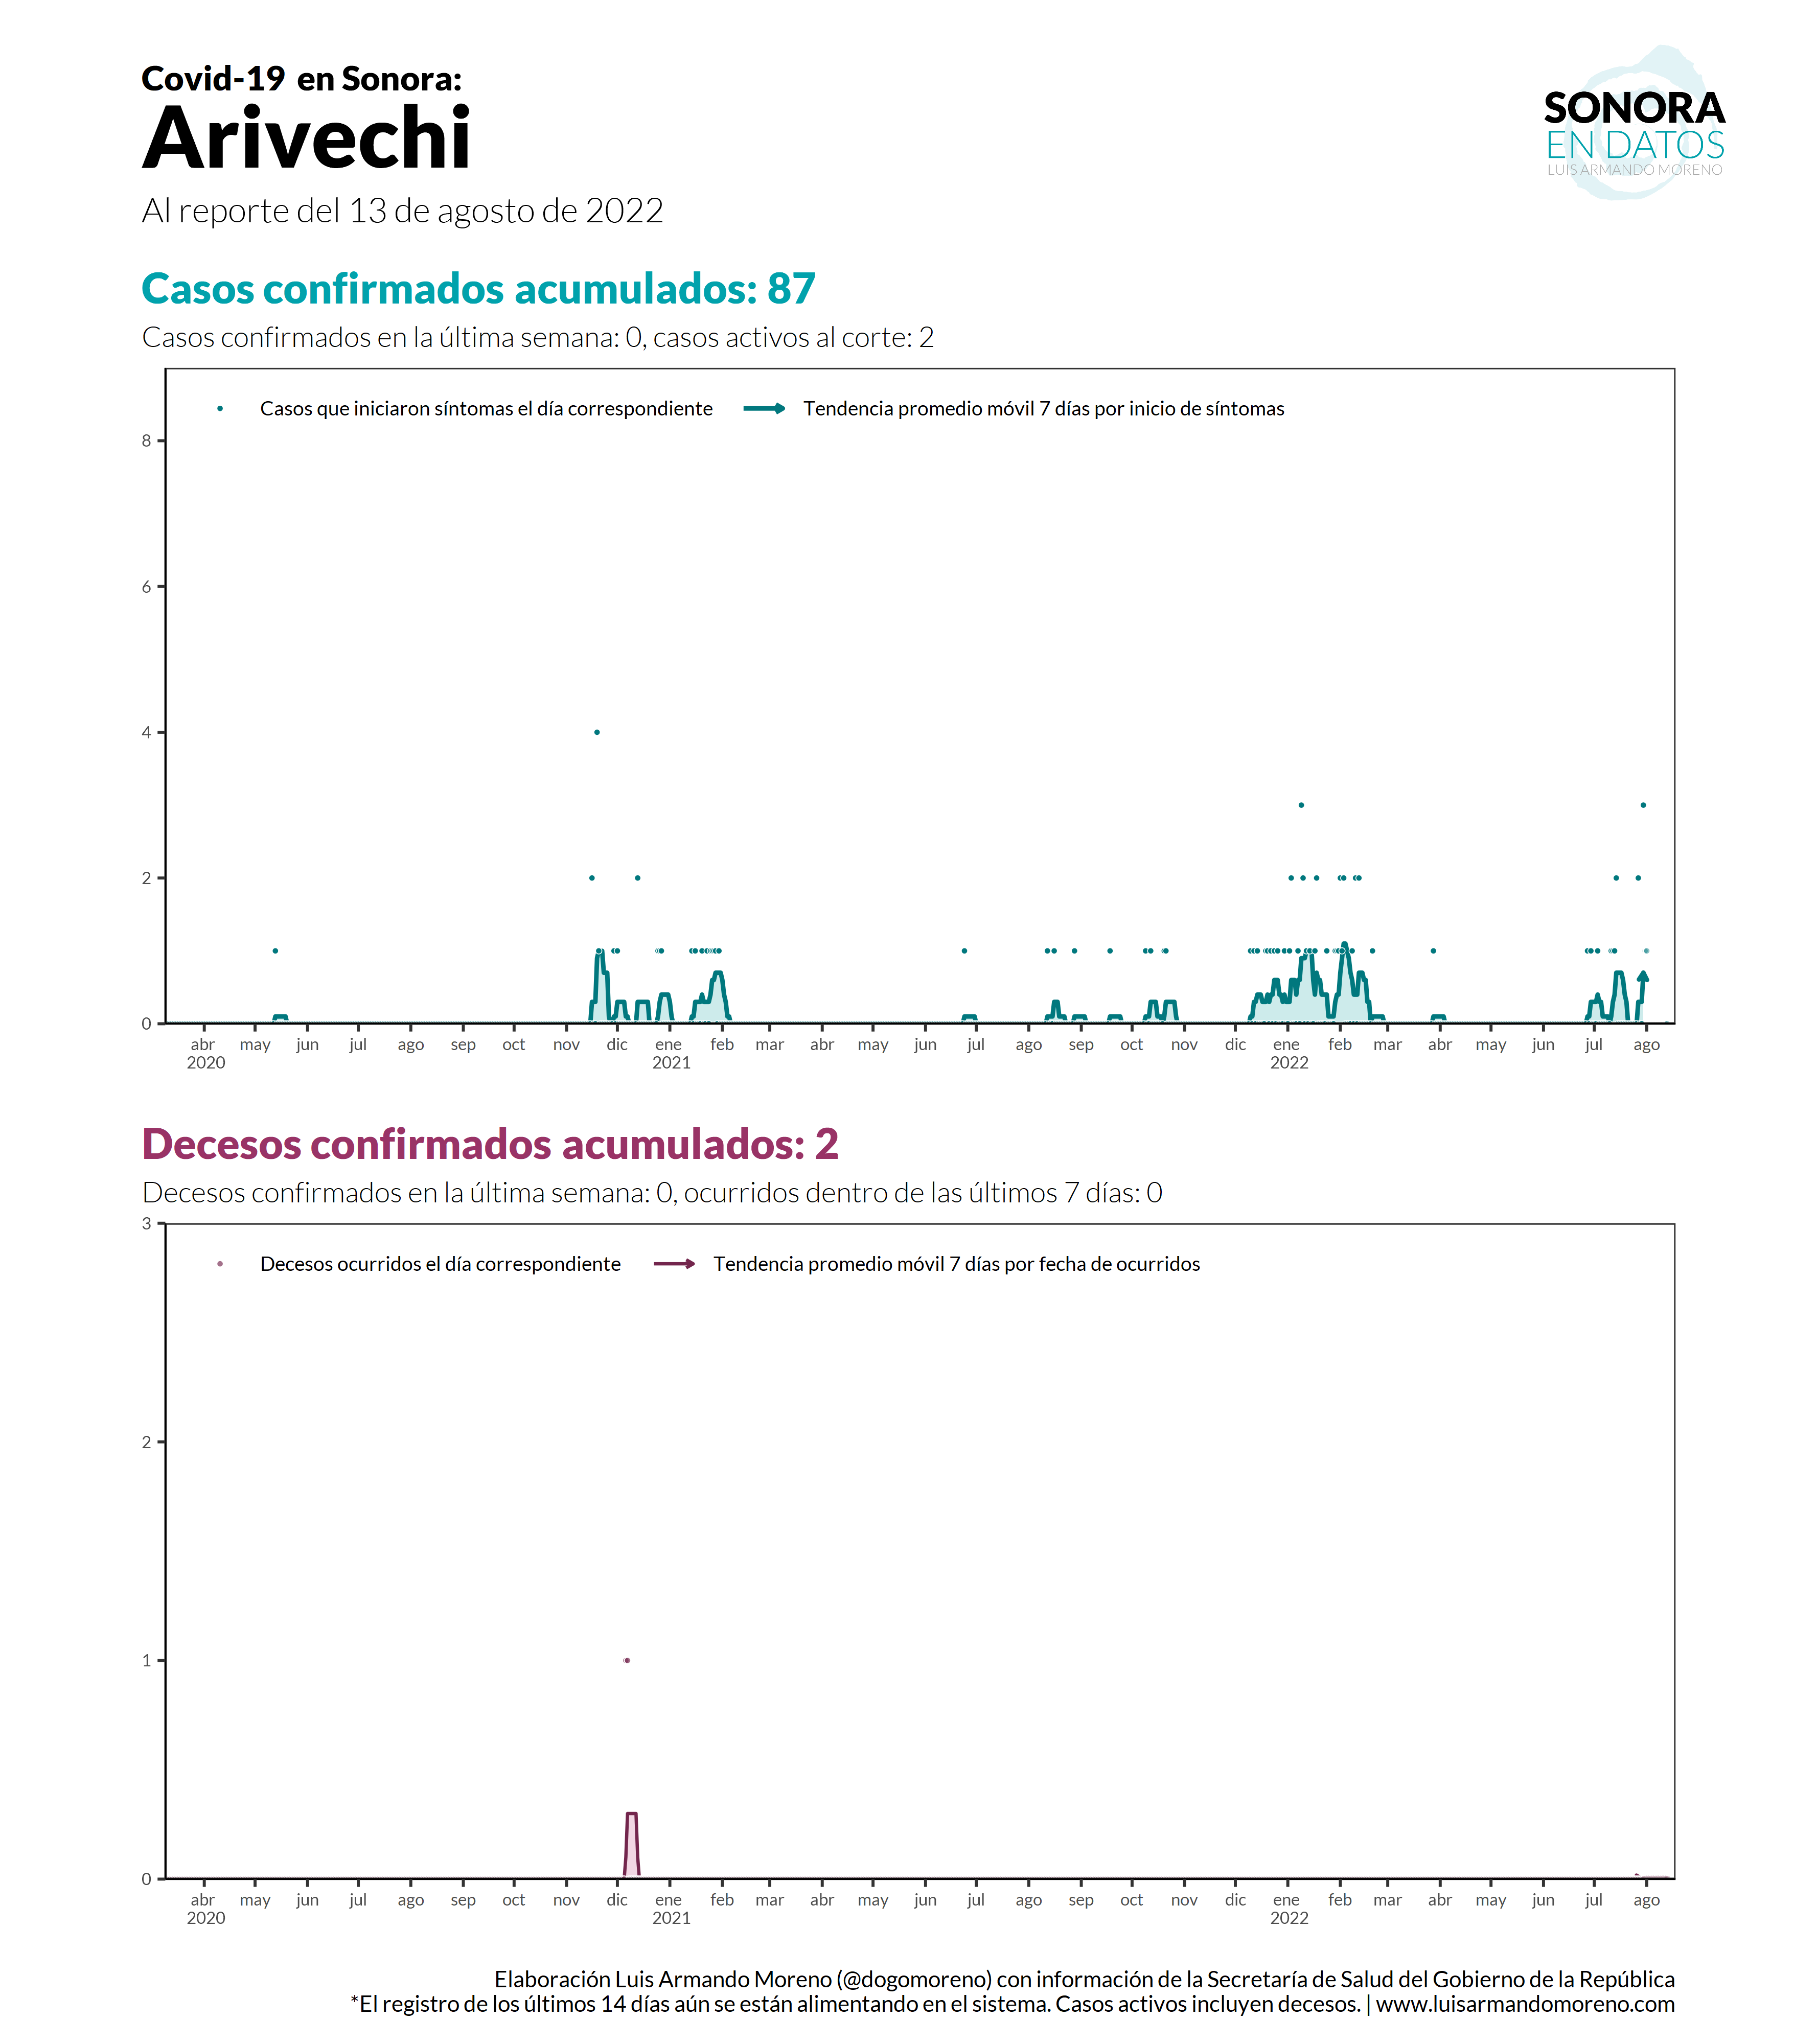 Covid-19 en Sonora:
Arivechi
Al reporte del 13 de agosto de 2022
SONORA
EN DATOS
LUIS ARMANDO MORENO
Casos confirmados acumulados: 87
Casos confirmados en la última semana: 0, casos activos al corte: 2
Casos que iniciaron síntomas el día correspondiente
Tendencia promedio móvil 7 días por inicio de síntomas
8
6
4
2
0
abr may jun jul ago sep oct nov dic ene feb mar abr may jun jul ago sep oct nov dic ene feb mar abr may jun jul ago
2020 2021 2022
Decesos confirmados acumulados: 2
Decesos confirmados en la última semana: 0, ocurridos dentro de las últimos 7 días: 0
3
Decesos ocurridos el día correspondiente
Tendencia promedio móvil 7 días por fecha de ocurridos
2
1
0
abr may jun jul ago sep oct nov dic ene feb mar abr may jun jul ago sep oct nov dic ene feb mar abr may jun jul ago
2020 2021 2022
Elaboración Luis Armando Moreno (@dogomoreno) con información de la Secretaría de Salud del Gobierno de la República
*El registro de los últimos 14 días aún se están alimentando en el sistema. Casos activos incluyen decesos. | www.luisarmandomoreno.com